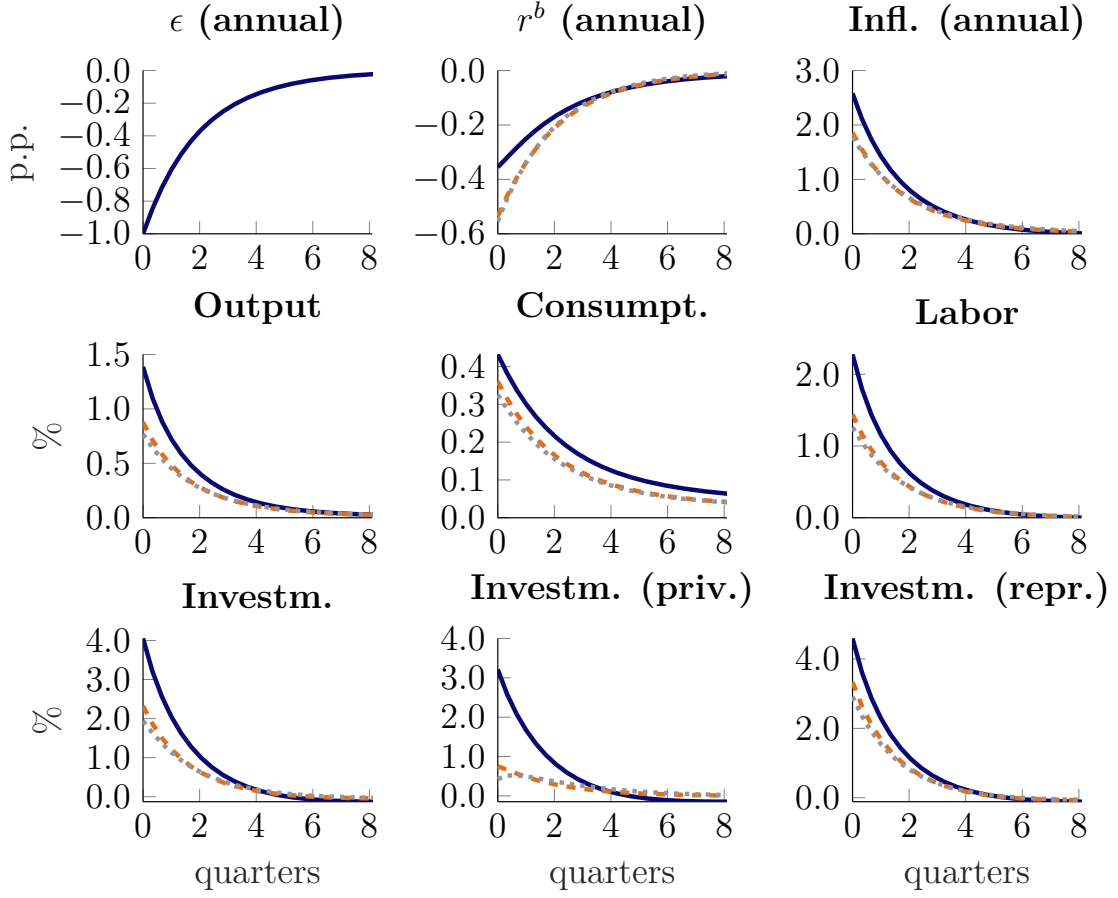 ϵ (annual)
r^b (annual)
Infl. (annual)
p.p.
0.0
−0.2
−0.4
−0.6
−0.8
−1.0
0 2 4 6 8
0.0
−0.2
−0.4
−0.6
0 2 4 6 8
3.0
2.0
1.0
0.0
0 2 4 6 8
Output
Consumpt.
Labor
%
1.5
1.0
0.5
0.0
0 2 4 6 8
0.4
0.3
0.2
0.1
0.0
0 2 4 6 8
2.0
1.0
0.0
0 2 4 6 8
Investm.
Investm. (priv.)
Investm. (repr.)
%
4.0
3.0
2.0
1.0
0.0
0 2 4 6 8
quarters
4.0
3.0
2.0
1.0
0.0
0 2 4 6 8
quarters
4.0
2.0
0.0
0 2 4 6 8
quarters